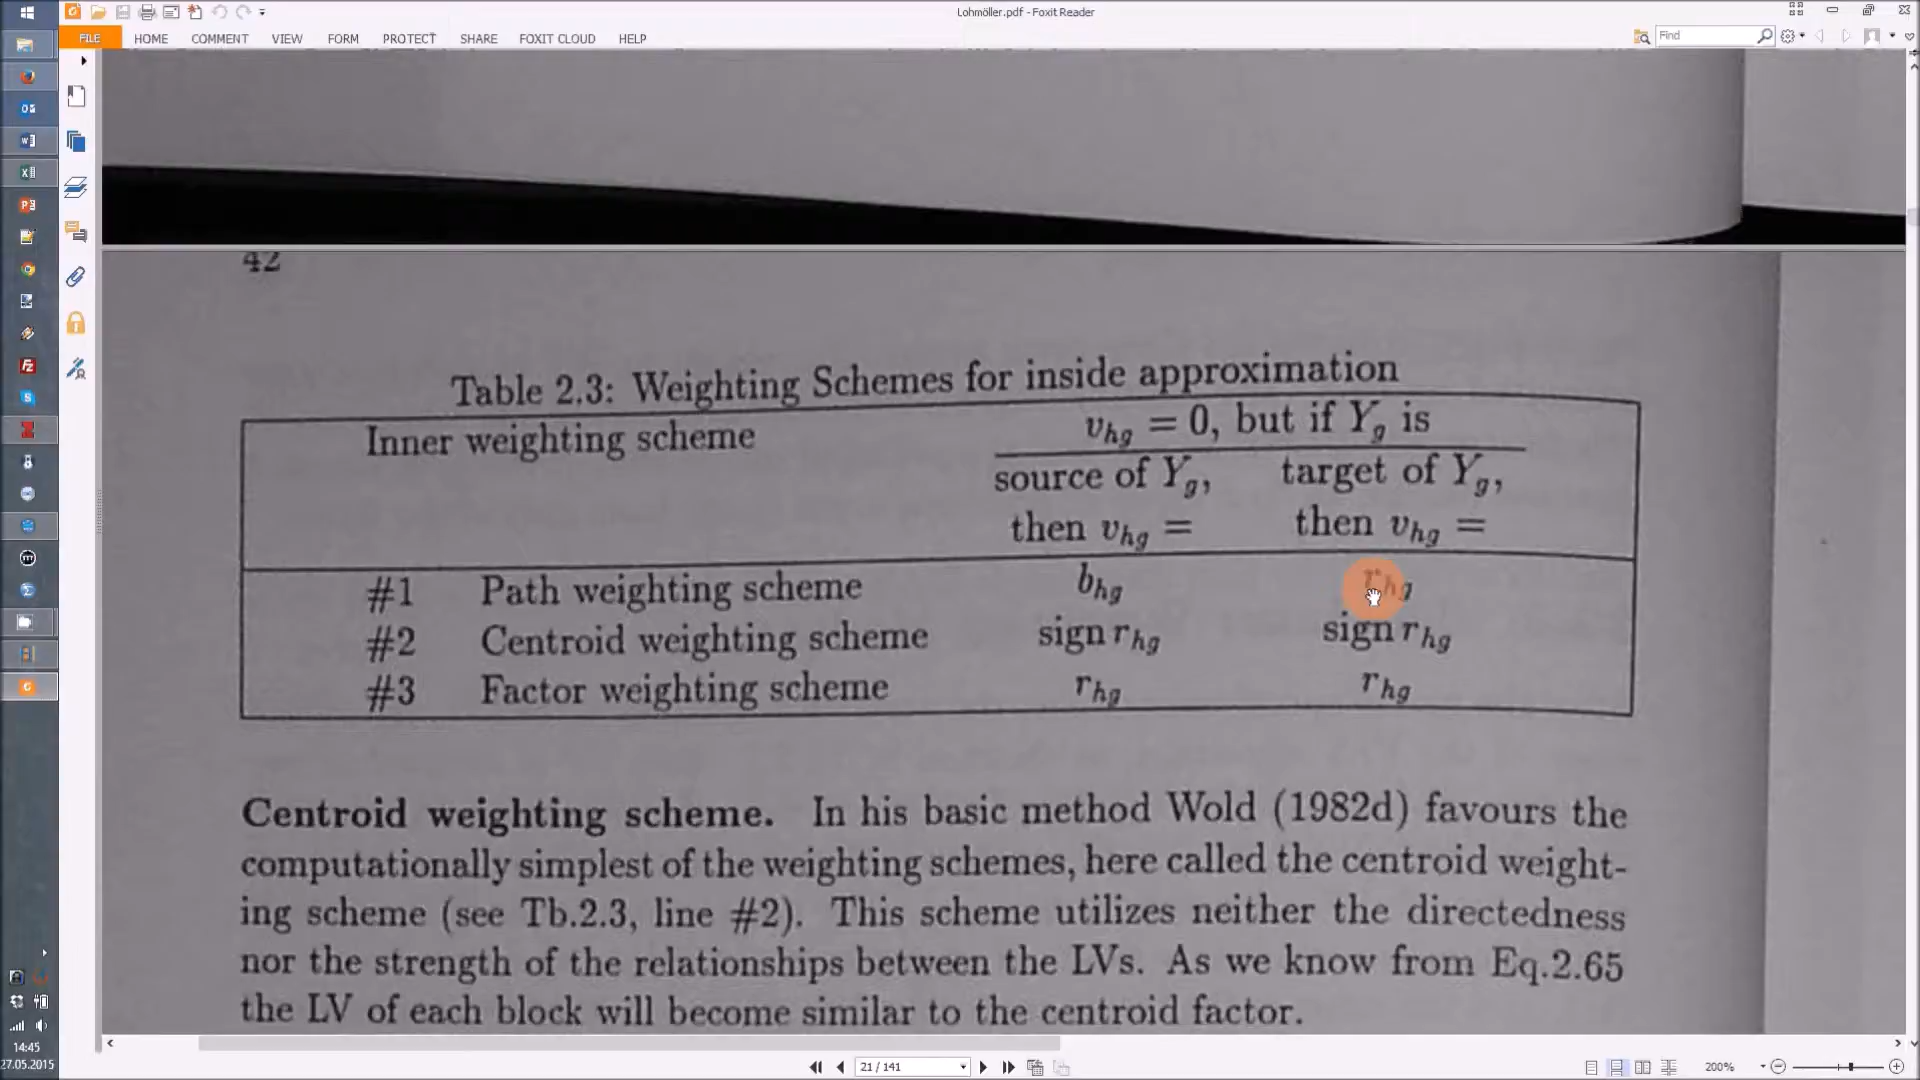 Lohmöller.pdf - Foxit Reader
FILE HOME COMMENT VIEW FORM PROTECT SHARE FOXIT CLOUD HELP
Find
42
Table 2.3: Weighting Schemes for inside approximation
Inner weighting scheme
v_hg = 0, but if Y_g is
source of Y_g, target of Y_g,
then v_hg = then v_hg =
#1 Path weighting scheme b_hg r_hg
#2 Centroid weighting scheme sign r_hg sign r_hg
#3 Factor weighting scheme r_hg r_hg
Centroid weighting scheme. In his basic method Wold (1982d) favours the
computationally simplest of the weighting schemes, here called the centroid weight-
ing scheme (see Tb.2.3, line #2). This scheme utilizes neither the directedness
nor the strength of the relationships between the LVs. As we know from Eq.2.65
the LV of each block will become similar to the centroid factor.
14:45
27.05.2015
21 / 141
200%